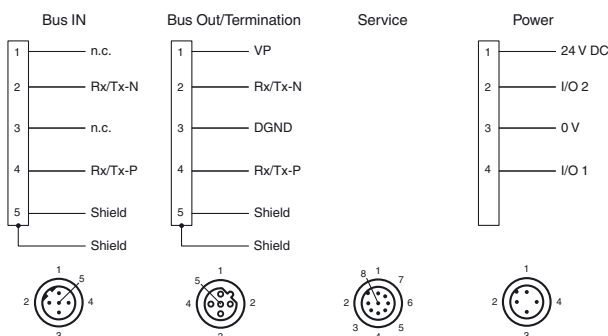 Bus IN
1 n.c.
2 Rx/Tx-N
3 n.c.
4 Rx/Tx-P
5 Shield
Shield
Bus Out/Termination
1 VP
2 Rx/Tx-N
3 DGND
4 Rx/Tx-P
5 Shield
Shield
Service
Power
1 24 V DC
2 I/O 2
3 0 V
4 I/O 1
1
5
2 4
3
1
5
4 2
3
8 1 7
2 6
3 4 5
1
2 4
3